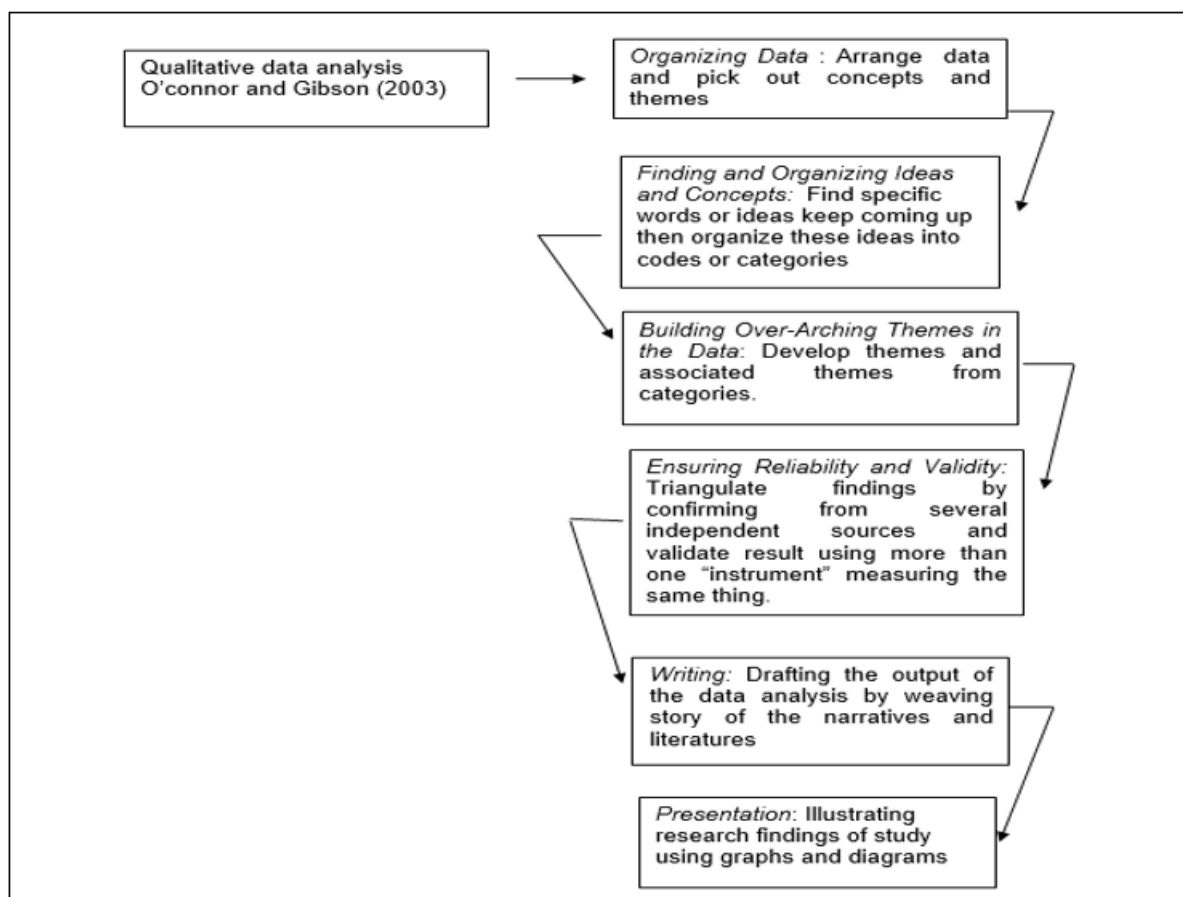 Qualitative data analysis
O'connor and Gibson (2003)
Organizing Data : Arrange data
and pick out concepts and
themes
Finding and Organizing Ideas
and Concepts: Find specific
words or ideas keep coming up
then organize these ideas into
codes or categories
Building Over-Arching Themes in
the Data: Develop themes and
associated themes from
categories.
Ensuring Reliability and Validity:
Triangulate findings by
confirming from several
independent sources and
validate result using more than
one “instrument” measuring the
same thing.
Writing: Drafting the output of
the data analysis by weaving
story of the narratives and
literatures
Presentation: Illustrating
research findings of study
using graphs and diagrams